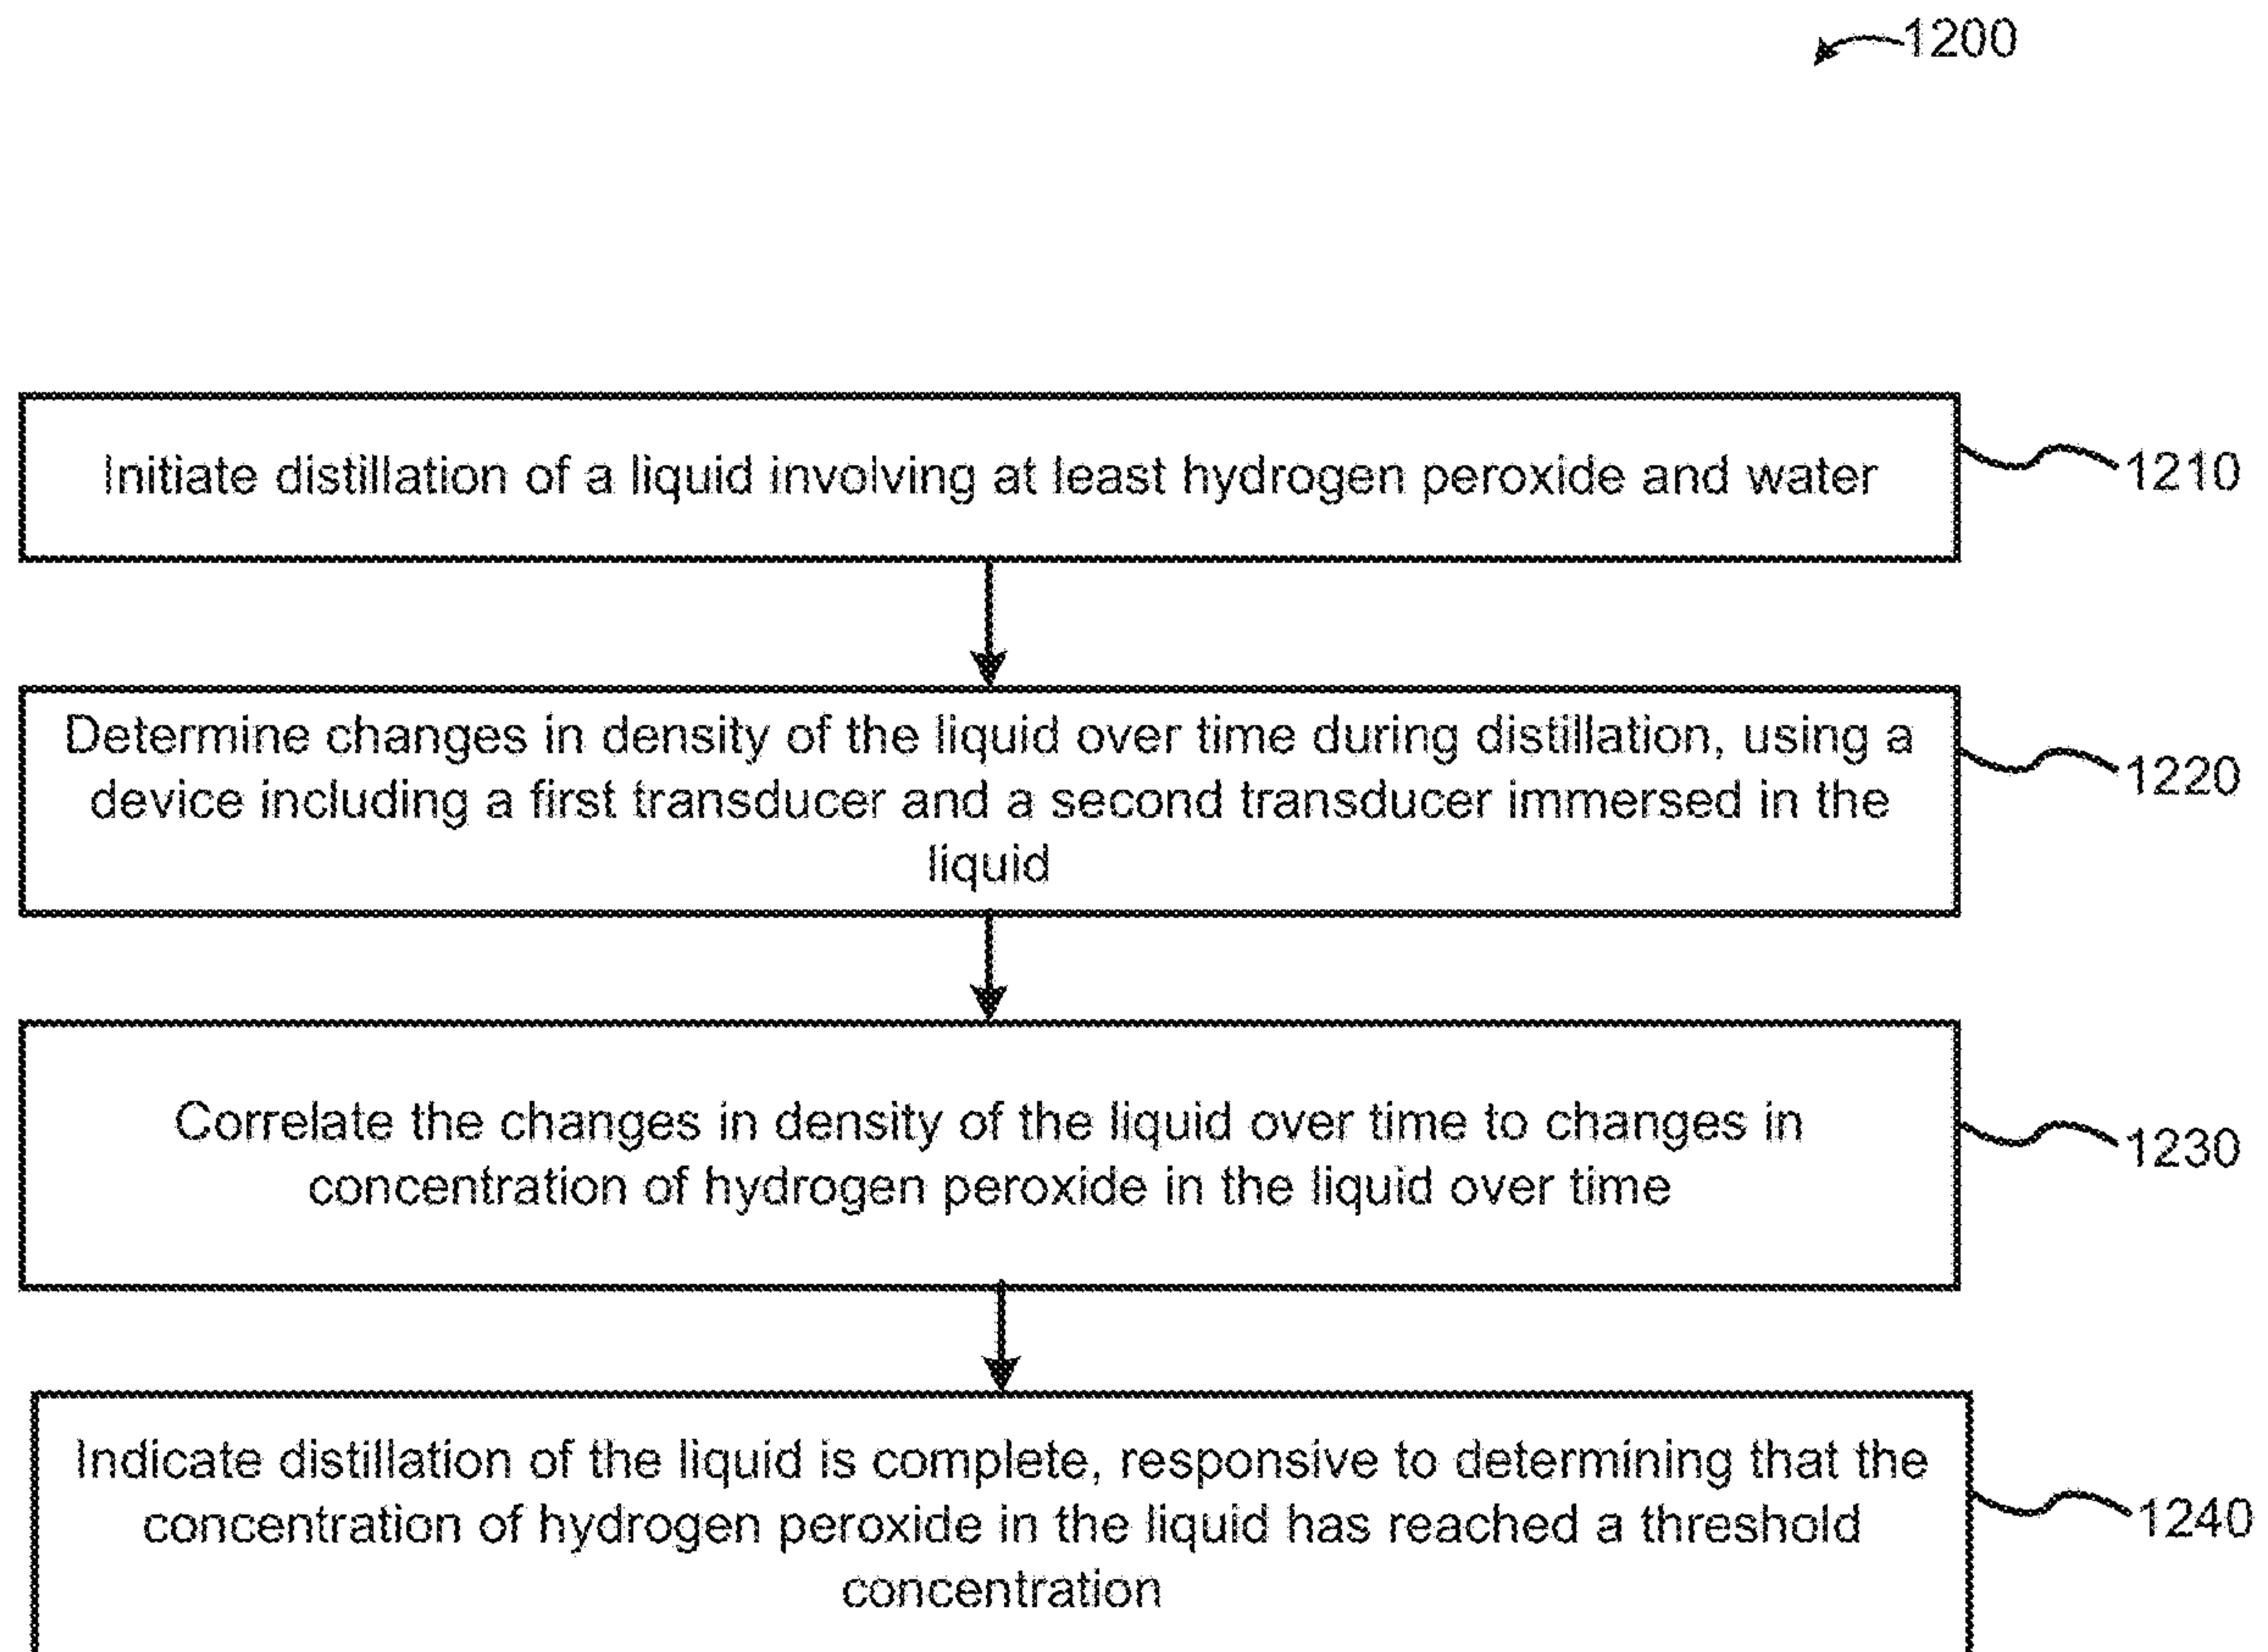 1200
Initiate distillation of a liquid involving at least hydrogen peroxide and water
1210
Determine changes in density of the liquid over time during distillation, using a
device including a first transducer and a second transducer immersed in the
liquid
1220
Correlate the changes in density of the liquid over time to changes in
concentration of hydrogen peroxide in the liquid over time
1230
Indicate distillation of the liquid is complete, responsive to determining that the
concentration of hydrogen peroxide in the liquid has reached a threshold
concentration
1240